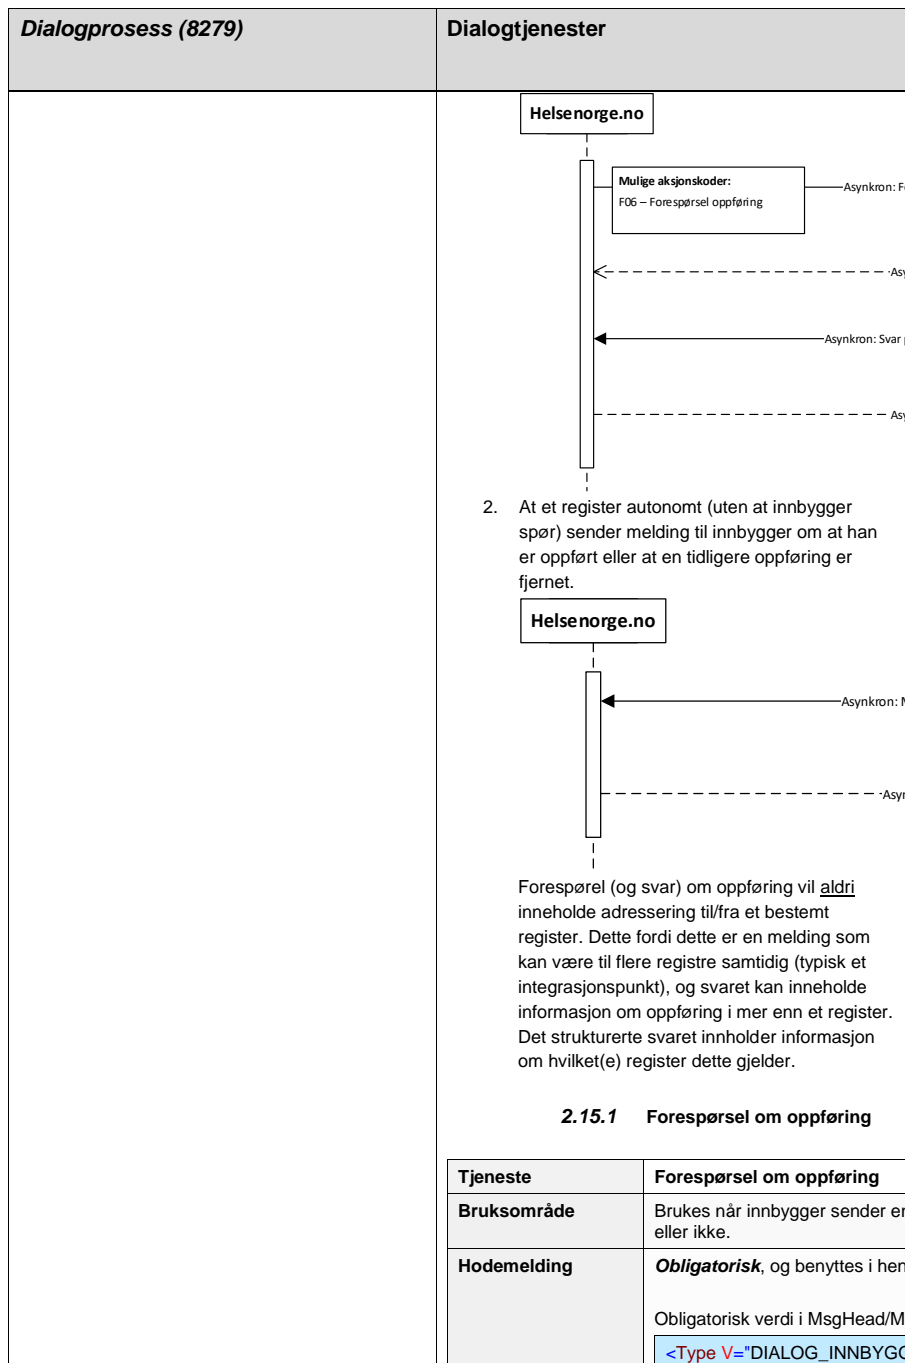 Dialogprosess (8279)
Dialogtjenester
Helsenorge.no
Mulige aksjonskoder:
F06 – Forespørsel oppføring
Asynkron:
Asynkron: Svar
2. At et register autonomt (uten at innbygger
spør) sender melding til innbygger om at han
er oppført eller at en tidligere oppføring er
fjernet.
Helsenorge.no
Asynkron:
Forespørel (og svar) om oppføring vil aldri
inneholde adressering til/fra et bestemt
register. Dette fordi dette er en melding som
kan være til flere registre samtidig (typisk et
integrasjonspunkt), og svaret kan inneholde
informasjon om oppføring i mer enn et register.
Det strukturerte svaret innholder informasjon
om hvilket(e) register dette gjelder.
2.15.1 Forespørsel om oppføring
Tjeneste
Forespørsel om oppføring
Bruksområde
Brukes når innbygger sender
eller ikke.
Hodemelding
Obligatorisk, og benyttes i
Obligatorisk verdi i MsgHead/M
<Type V="DIALOG_INNBYGG